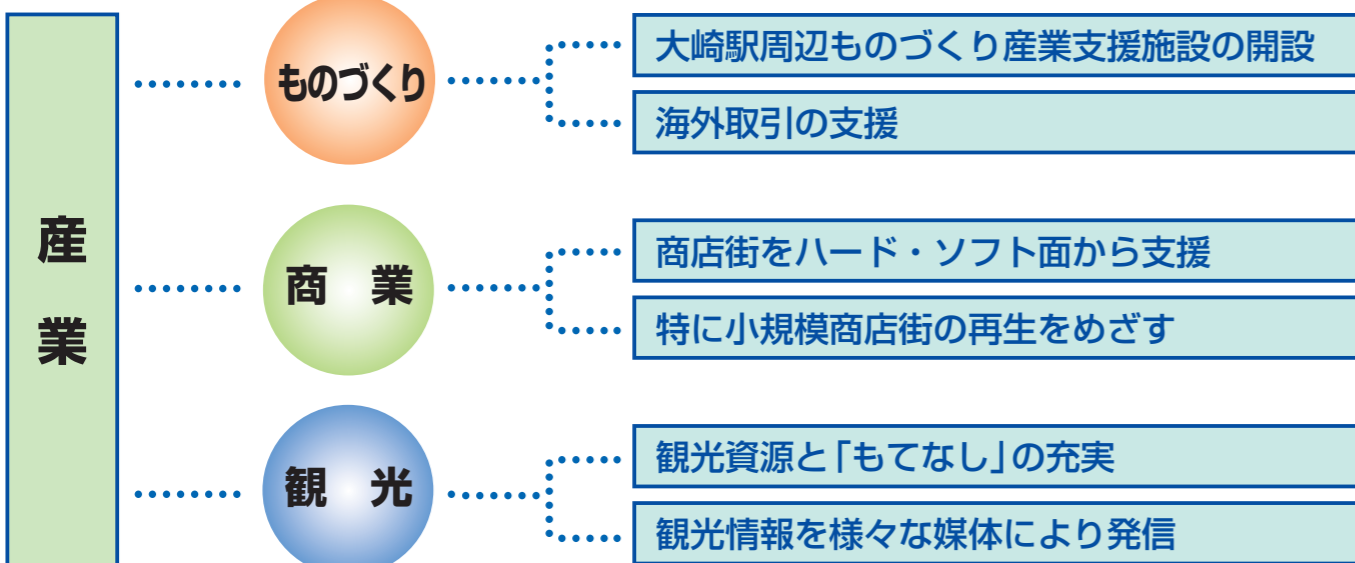 産業
ものづくり
大崎駅周辺ものづくり産業支援施設の開設
海外取引の支援
商　業
商店街をハード・ソフト面から支援
特に小規模商店街の再生をめざす
観　光
観光資源と「もてなし」の充実
観光情報を様々な媒体により発信